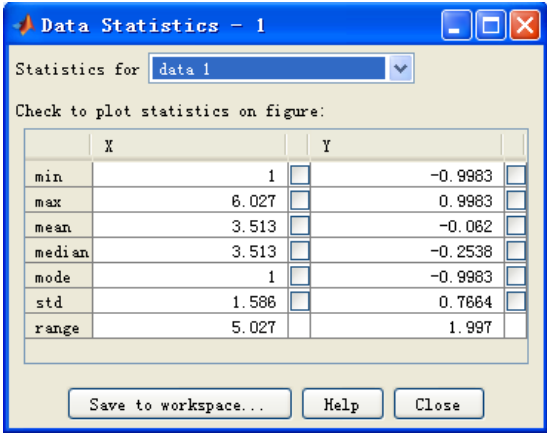 Data Statistics - 1
Statistics for data 1
Check to plot statistics on figure:
X Y
min 1 -0.9983
max 6.027 0.9983
mean 3.513 -0.062
median 3.513 -0.2538
mode 1 -0.9983
std 1.586 0.7664
range 5.027 1.997
Save to workspace... Help Close